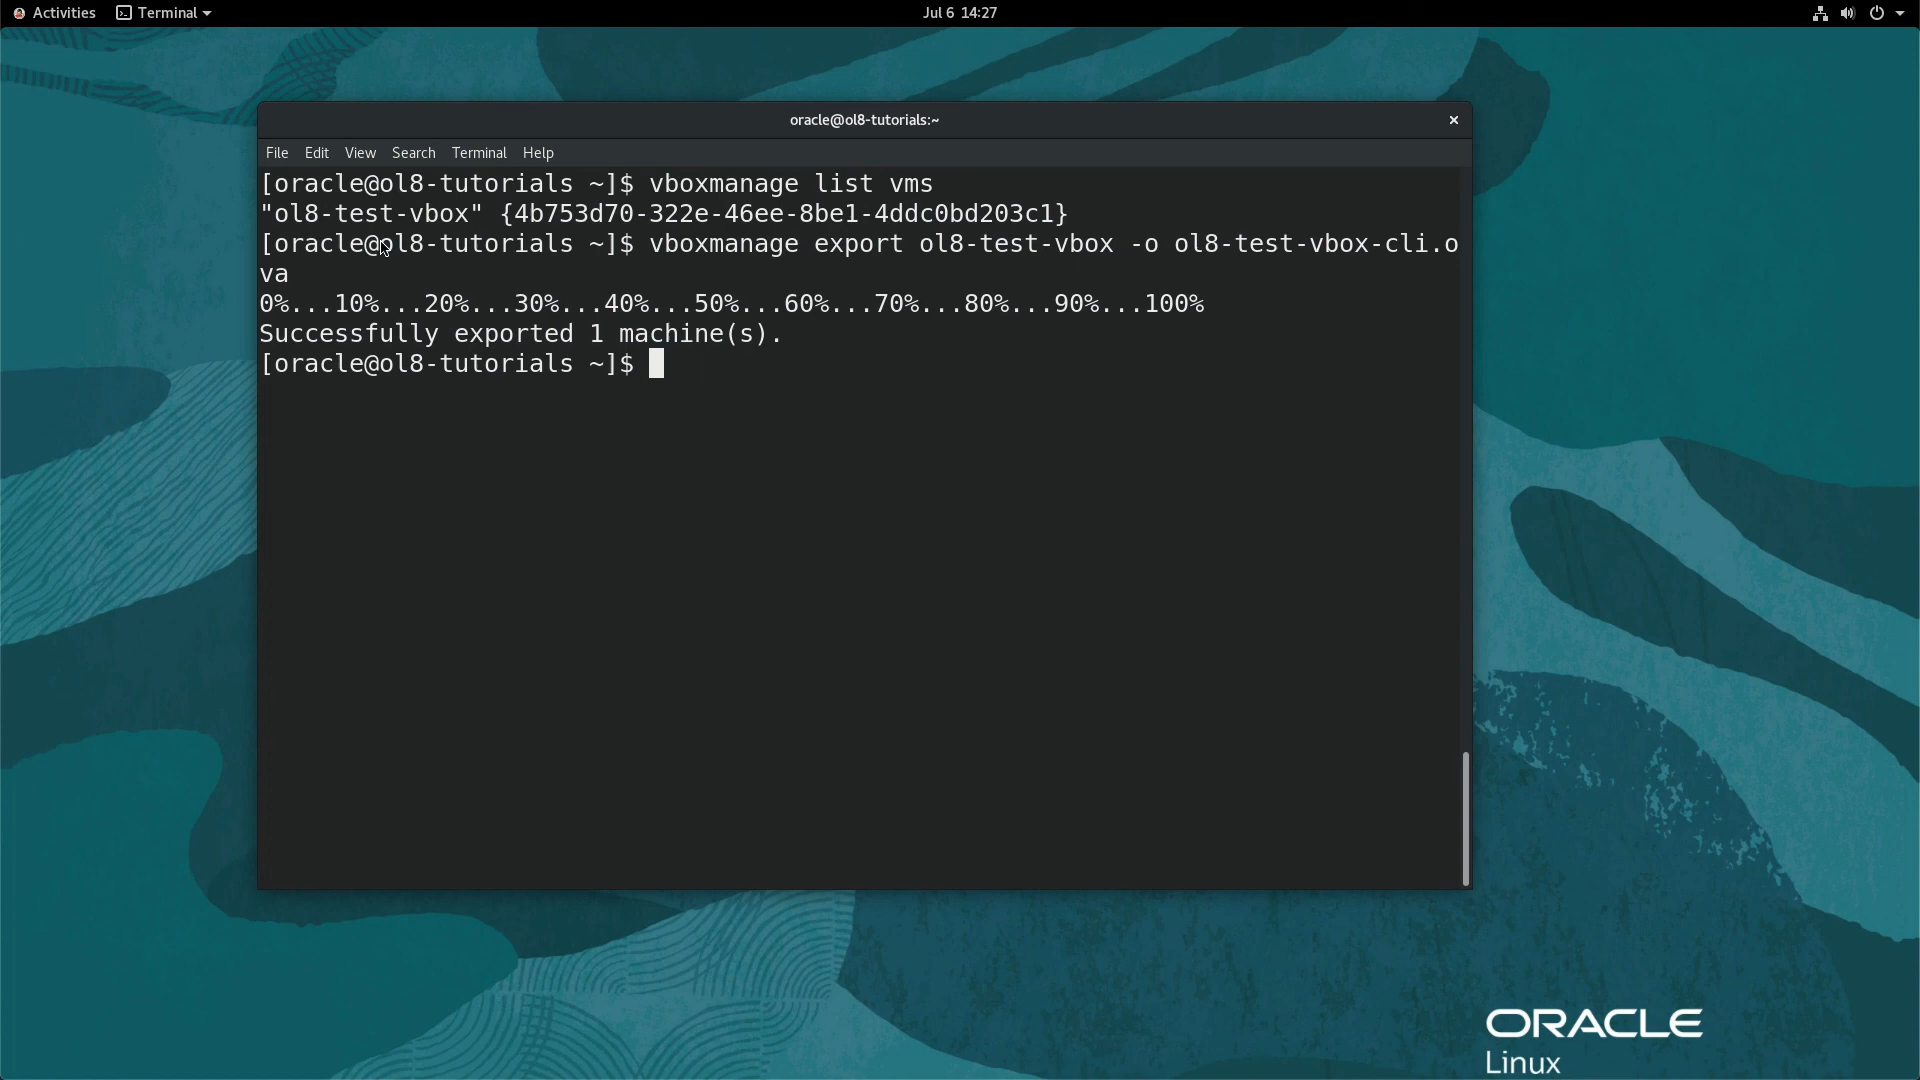 Activities Terminal Jul 6 14:27
oracle@ol8-tutorials:~
File Edit View Search Terminal Help
[oracle@ol8-tutorials ~]$ vboxmanage list vms
"ol8-test-vbox" {4b753d70-322e-46ee-8be1-4ddc0bd203c1}
[oracle@ol8-tutorials ~]$ vboxmanage export ol8-test-vbox -o ol8-test-vbox-cli.o
va
0%...10%...20%...30%...40%...50%...60%...70%...80%...90%...100%
Successfully exported 1 machine(s).
[oracle@ol8-tutorials ~]$
ORACLE
Linux